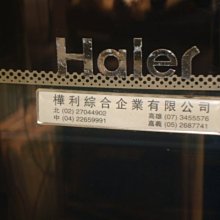 Haier
樺利綜合企業有限公司
北 (02) 27044902 高雄 (07) 3455576
中 (04) 22659991 嘉義 (05) 2687741